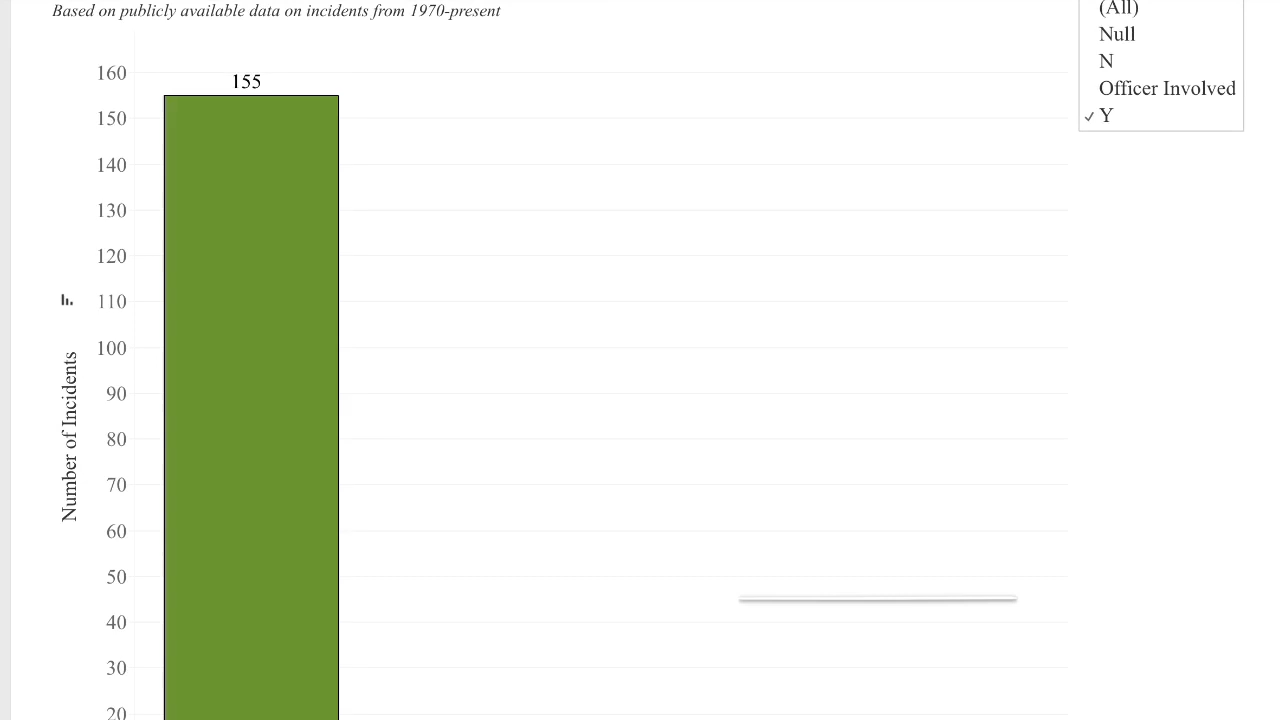 Based on publicly available data on incidents from 1970-present
(All)
Null
N
Officer Involved
✓ Y
155
160
150
140
130
120
110
100
90
80
70
60
50
40
30
20
Number of Incidents